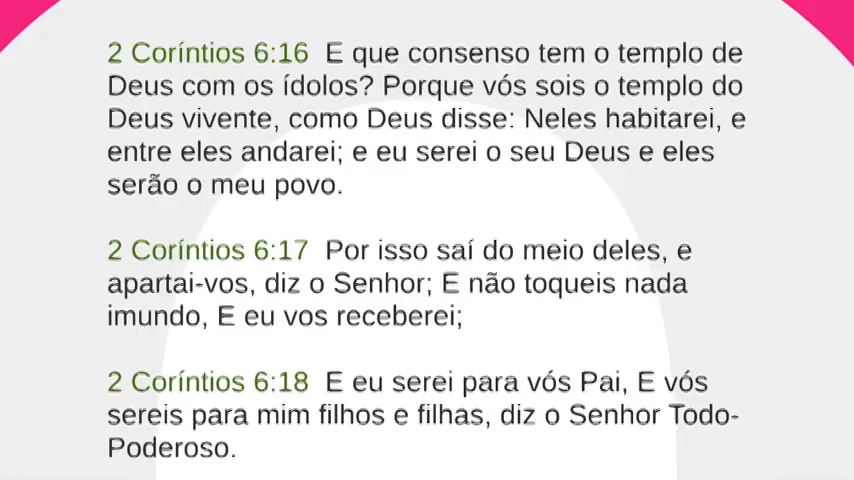 2 Coríntios 6:16 E que consenso tem o templo de
Deus com os ídolos? Porque vós sois o templo do
Deus vivente, como Deus disse: Neles habitarei, e
entre eles andarei; e eu serei o seu Deus e eles
serão o meu povo.
2 Coríntios 6:17 Por isso saí do meio deles, e
apartai-vos, diz o Senhor; E não toqueis nada
imundo, E eu vos receberei;
2 Coríntios 6:18 E eu serei para vós Pai, E vós
sereis para mim filhos e filhas, diz o Senhor Todo-
Poderoso.